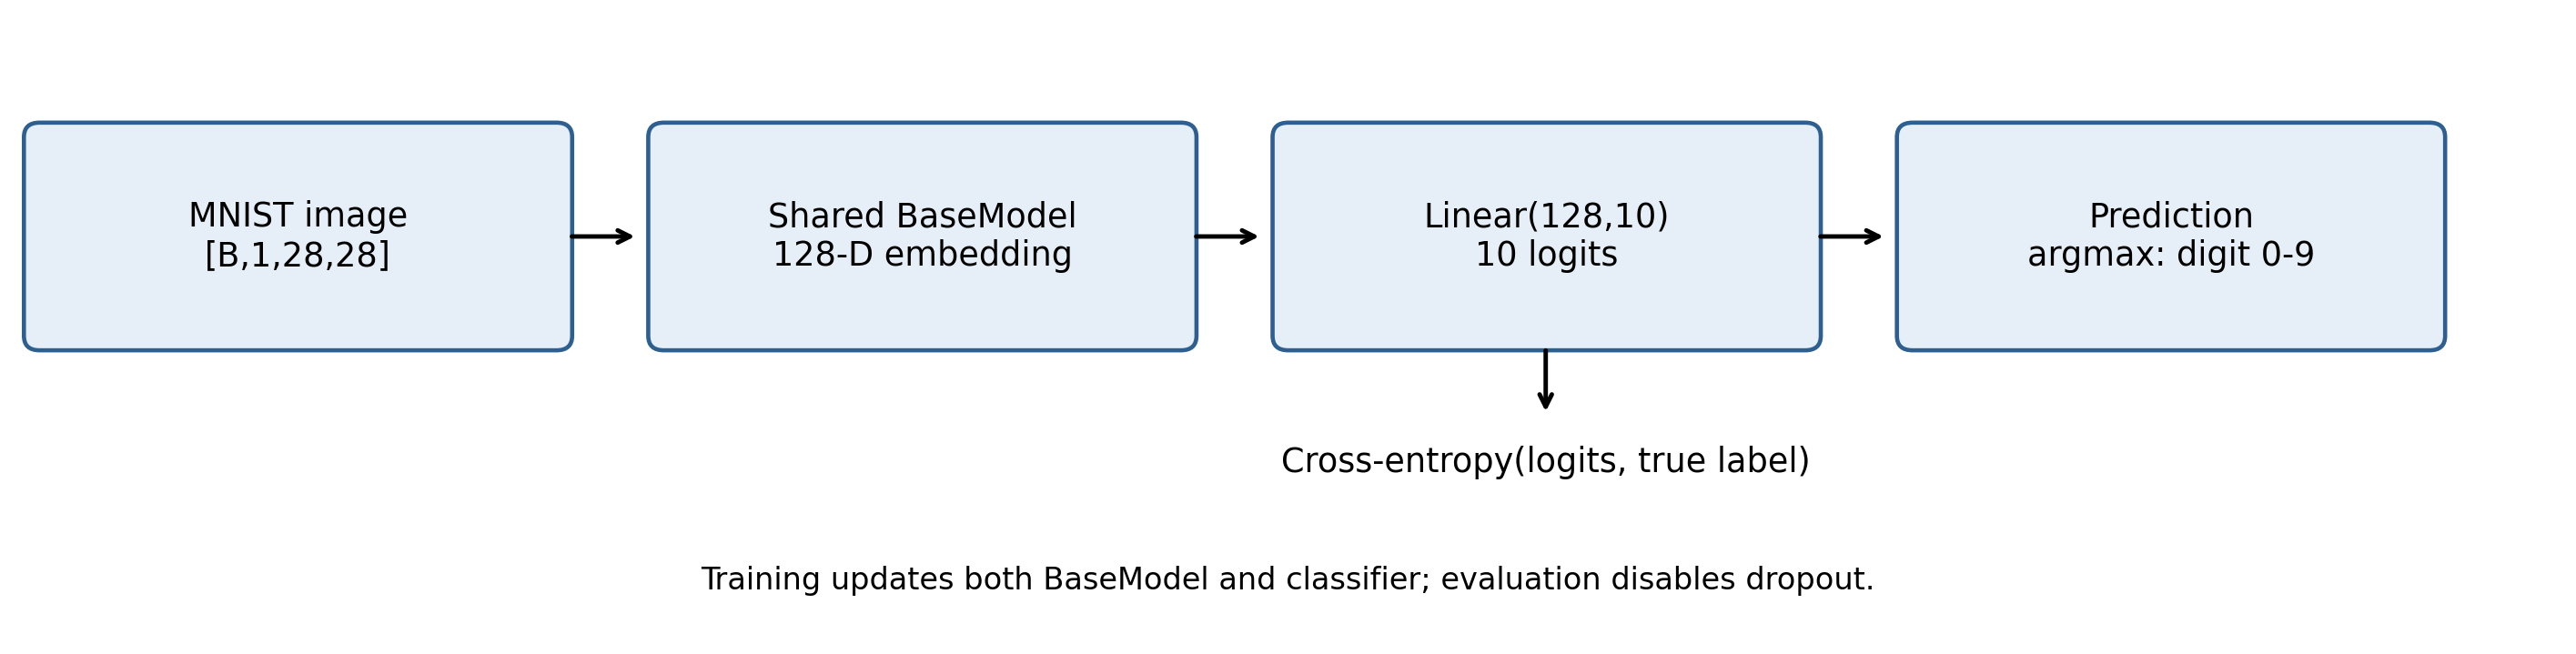 MNIST image
[B,1,28,28]
Shared BaseModel
128-D embedding
Linear(128,10)
10 logits
Prediction
argmax: digit 0-9
Cross-entropy(logits, true label)
Training updates both BaseModel and classifier; evaluation disables dropout.